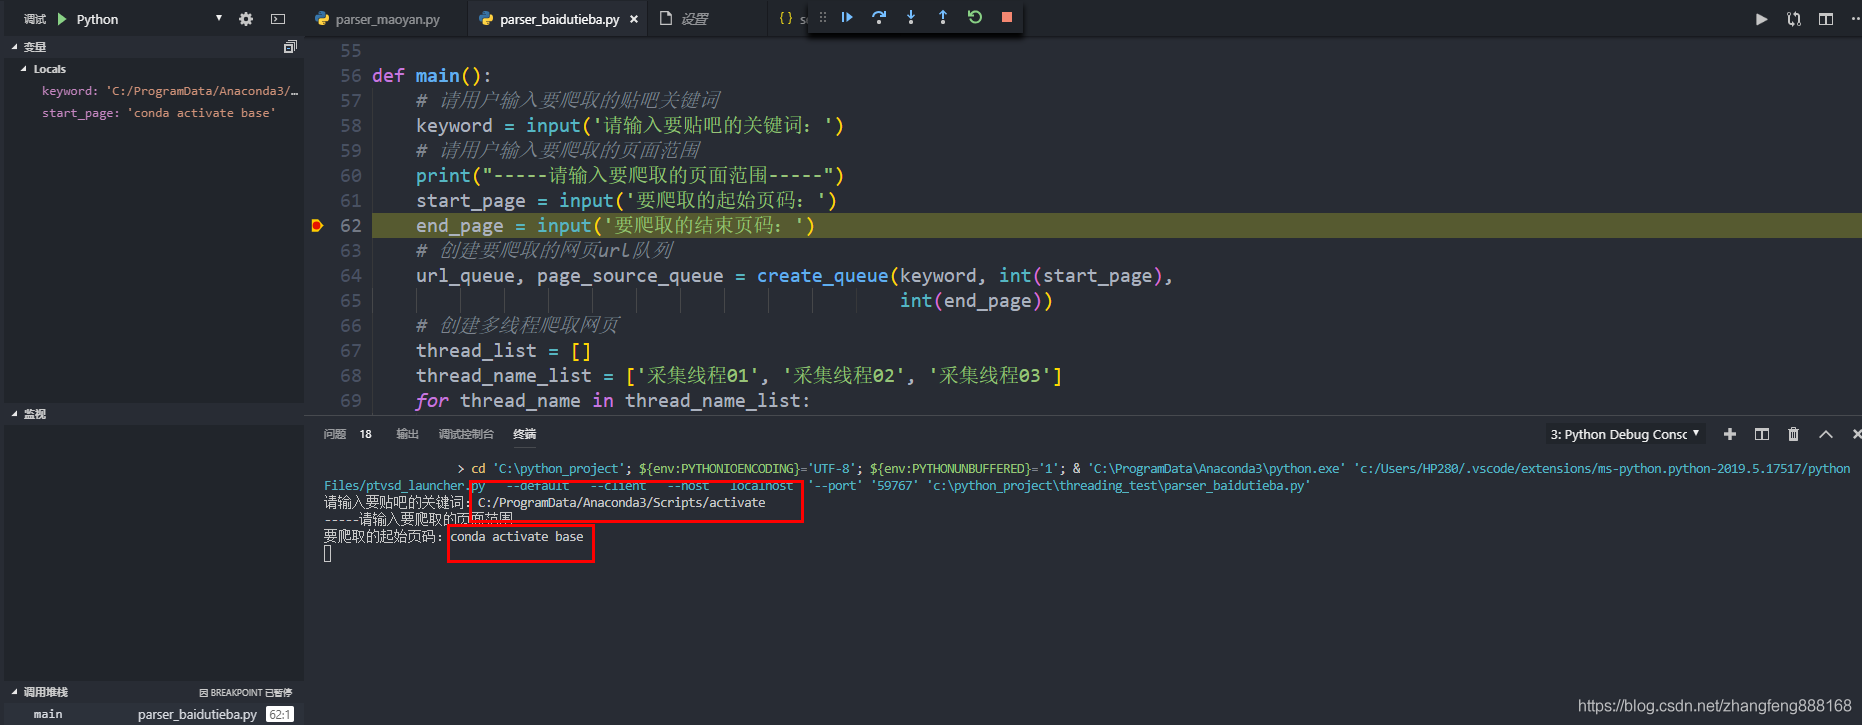 调试 Python
parser_maoyan.py
parser_baidutieba.py
设置
变量
Locals
keyword: 'C:/ProgramData/Anaconda3/…
start_page: 'conda activate base'
监视
调用堆栈 BREAKPOINT 已暂停
main parser_baidutieba.py 62:1
55
56 def main():
57 # 请用户输入要爬取的贴吧关键词
58 keyword = input('请输入要贴吧的关键词：')
59 # 请用户输入要爬取的页面范围
60 print("-----请输入要爬取的页面范围-----")
61 start_page = input('要爬取的起始页码：')
62 end_page = input('要爬取的结束页码：')
63 # 创建要爬取的网页url队列
64 url_queue, page_source_queue = create_queue(keyword, int(start_page),
65 int(end_page))
66 # 创建多线程爬取网页
67 thread_list = []
68 thread_name_list = ['采集线程01', '采集线程02', '采集线程03']
69 for thread_name in thread_name_list:
问题 18 输出 调试控制台 终端
3: Python Debug Consc
> cd 'C:\python_project'; ${env:PYTHONIOENCODING}='UTF-8'; ${env:PYTHONUNBUFFERED}='1'; & 'C:\ProgramData\Anaconda3\python.exe' 'c:/Users/HP280/.vscode/extensions/ms-python.python-2019.5.17517/python
Files/ptvsd_launcher.py --default --client --host localhost '--port' '59767' 'c:\python_project\threading_test\parser_baidutieba.py'
请输入要贴吧的关键词：C:/ProgramData/Anaconda3/Scripts/activate
-----请输入要爬取的页面范围
要爬取的起始页码：conda activate base
https://blog.csdn.net/zhangfeng888168